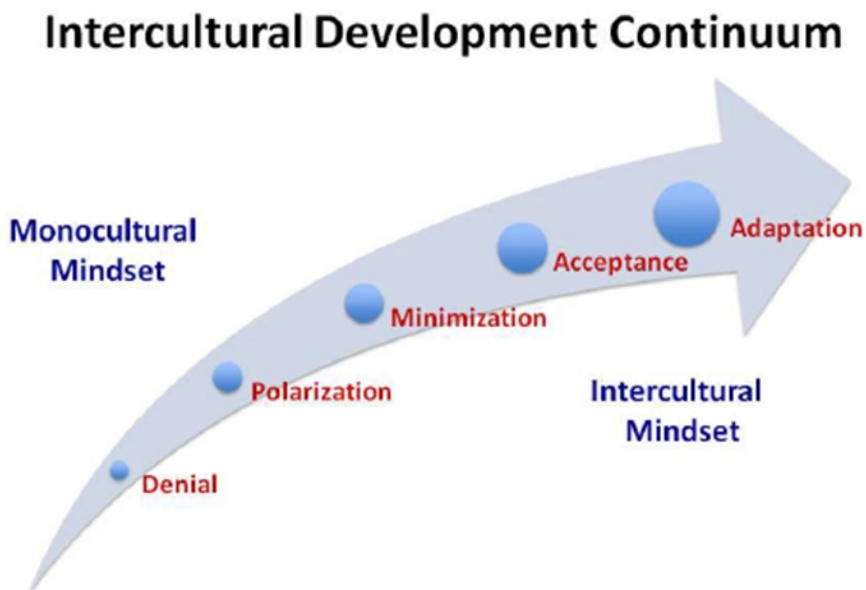 Intercultural Development Continuum
Monocultural
Mindset
Adaptation
Acceptance
Minimization
Polarization
Intercultural
Mindset
Denial